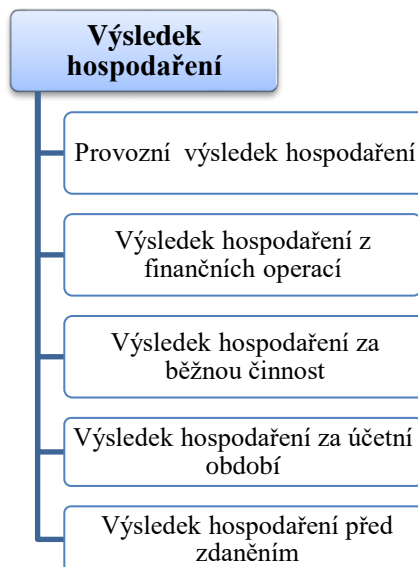 Výsledek
hospodaření
Provozní  výsledek hospodaření
Výsledek hospodaření z
finančních operací
Výsledek hospodaření za
běžnou činnost
Výsledek hospodaření za účetní
období
Výsledek hospodaření před
zdaněním